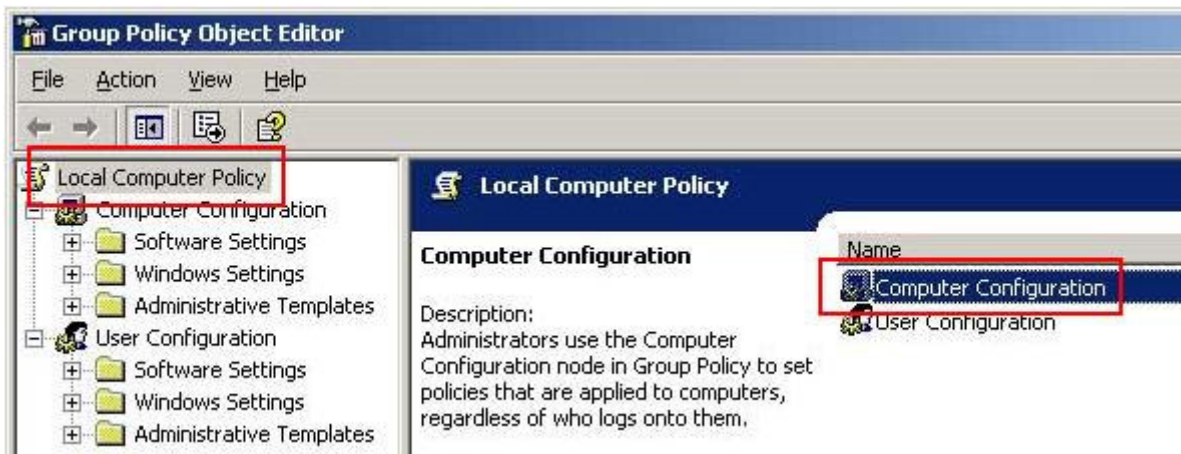 Group Policy Object Editor
File Action View Help
Local Computer Policy
Computer Configuration
Software Settings
Windows Settings
Administrative Templates
User Configuration
Software Settings
Windows Settings
Administrative Templates
Local Computer Policy
Computer Configuration
Description:
Administrators use the Computer
Configuration node in Group Policy to set
policies that are applied to computers,
regardless of who logs onto them.
Name
Computer Configuration
User Configuration